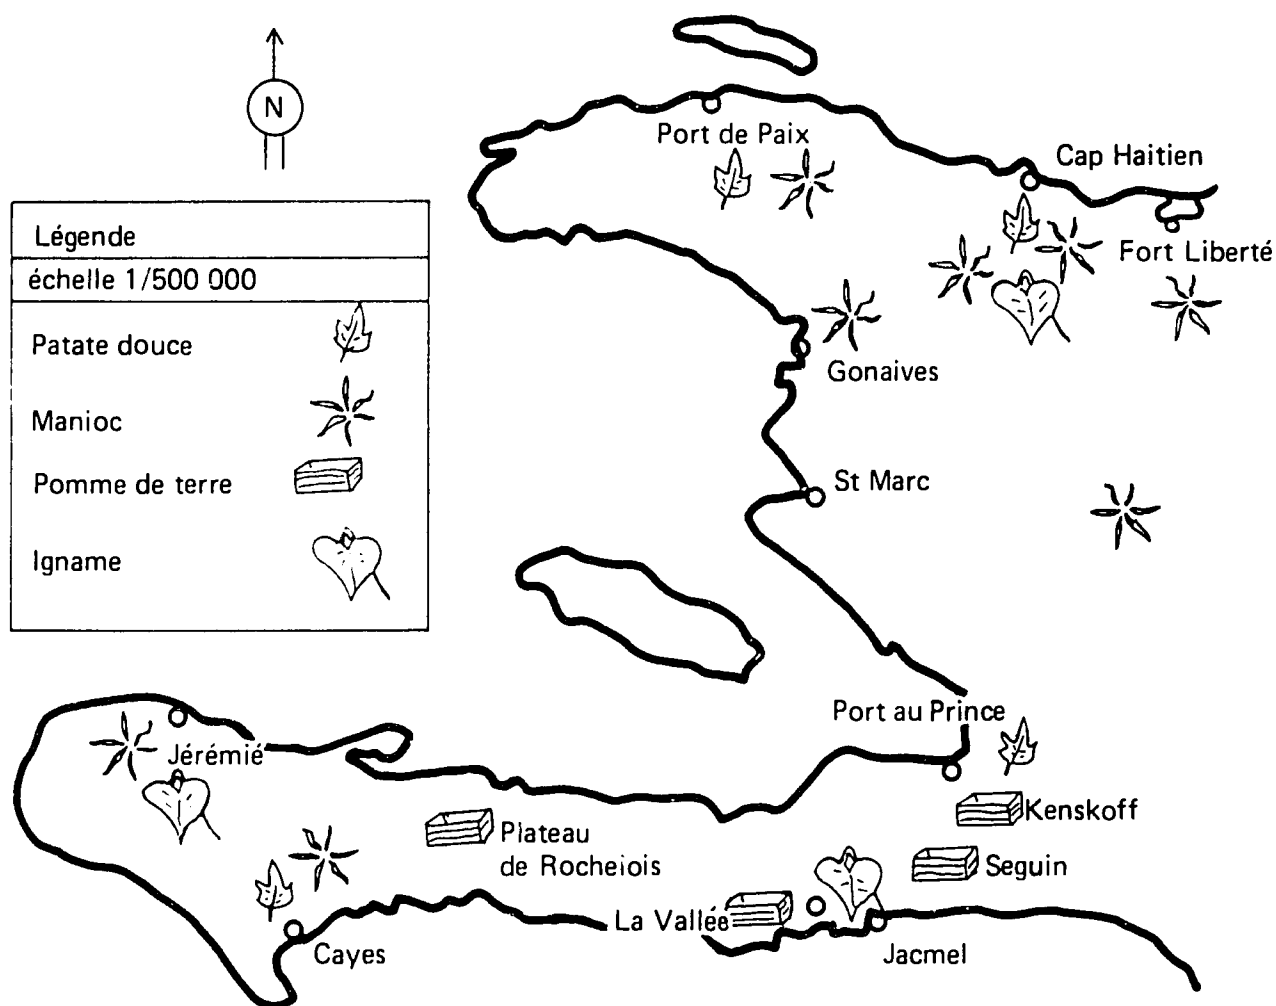 N
Légende
échelle 1/500 000
Patate douce
Manioc
Pomme de terre
Igname
Port de Paix
Cap Haitien
Fort Liberté
Gonaives
St Marc
Port au Prince
Jérémié
Kenskoff
Plateau
de Rocheiois
Seguin
La Vallée
Cayes
Jacmel